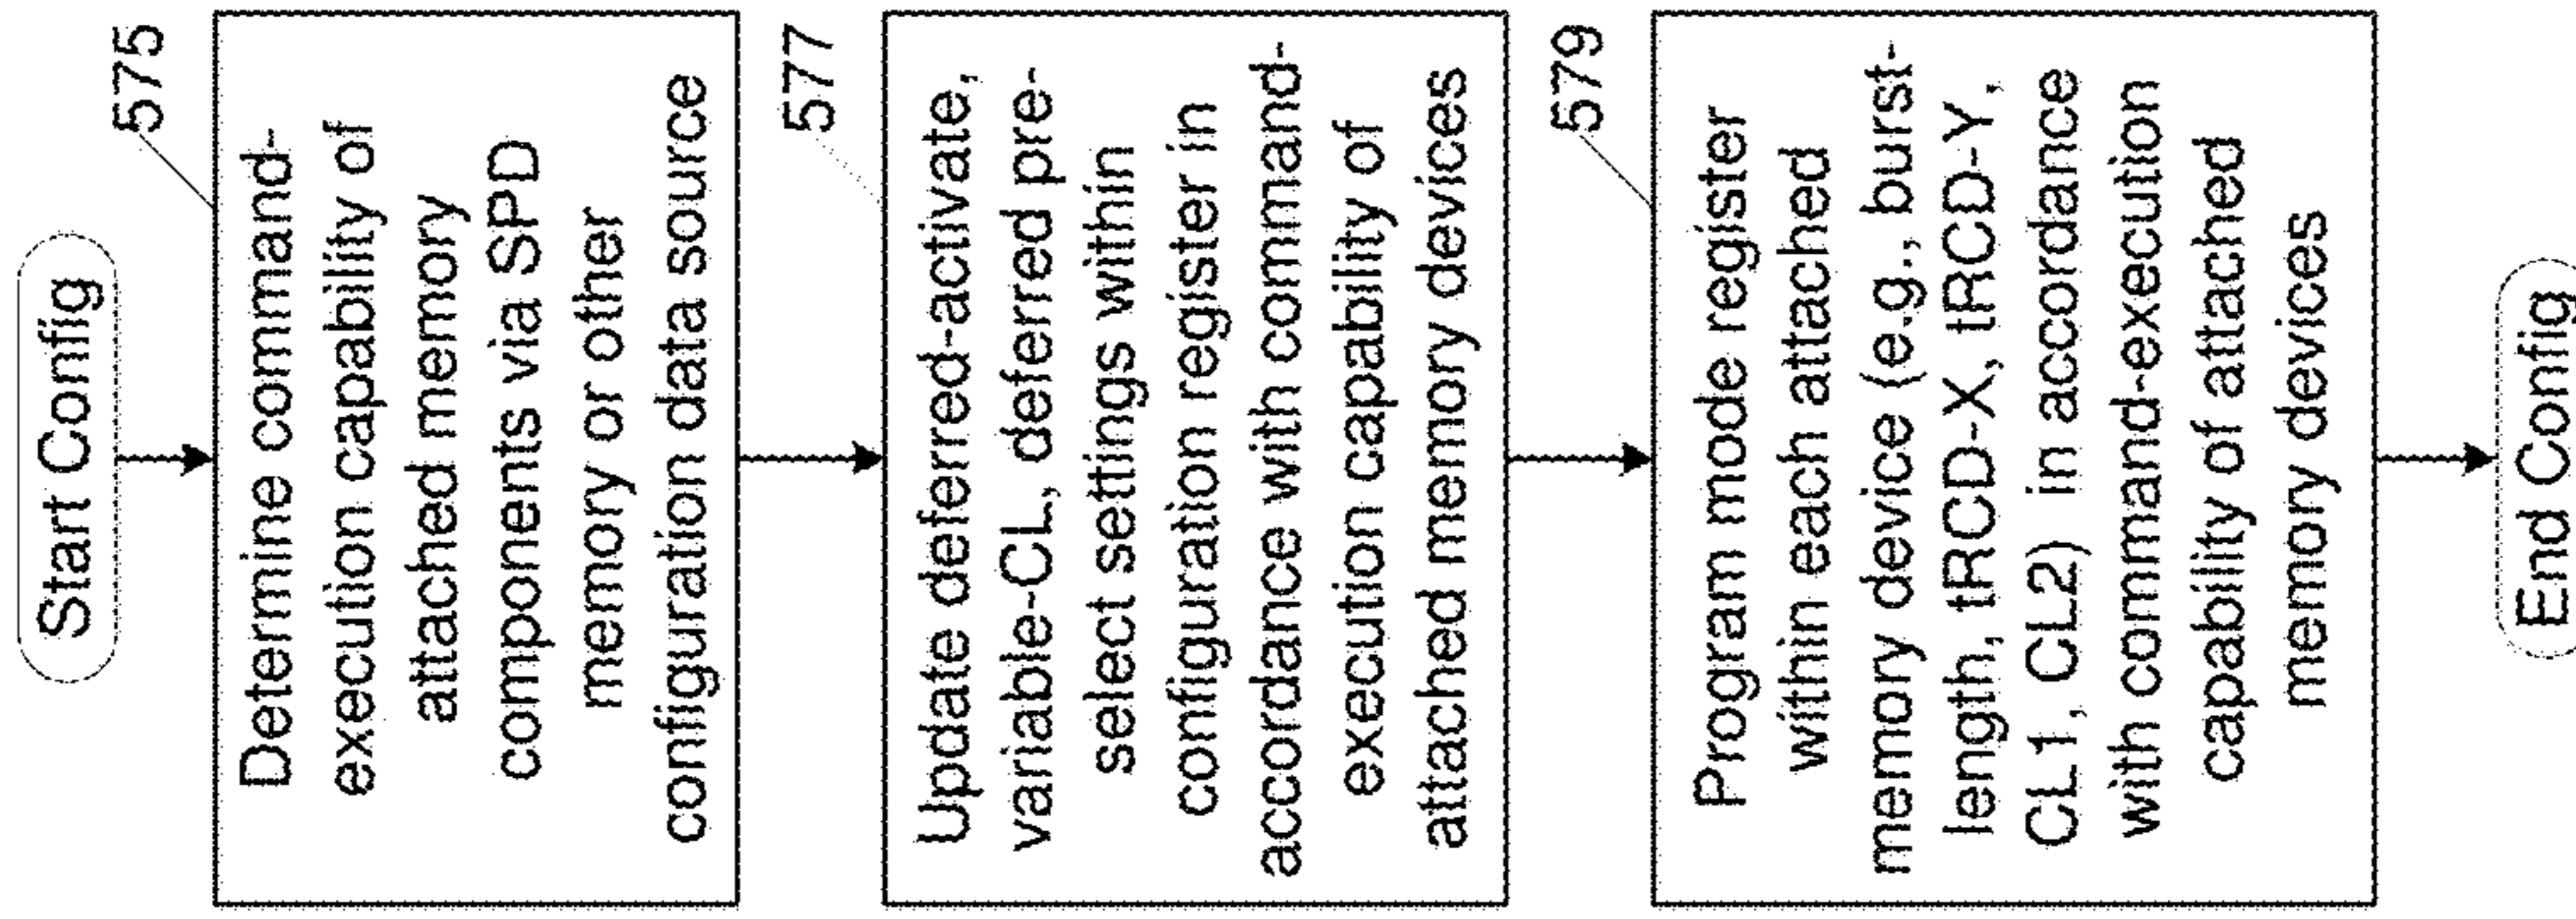 Start Config
575
Determine command-
execution capability of
attached memory
components via SPD
memory or other
configuration data source
577
Update deferred-activate,
variable-CL, deferred pre-
select settings within
configuration register in
accordance with command-
execution capability of
attached memory devices
579
Program mode register
within each attached
memory device (e.g., burst-
length, tRCD-X, tRCD-Y,
CL1, CL2) in accordance
with command-execution
capability of attached
memory devices
End Config